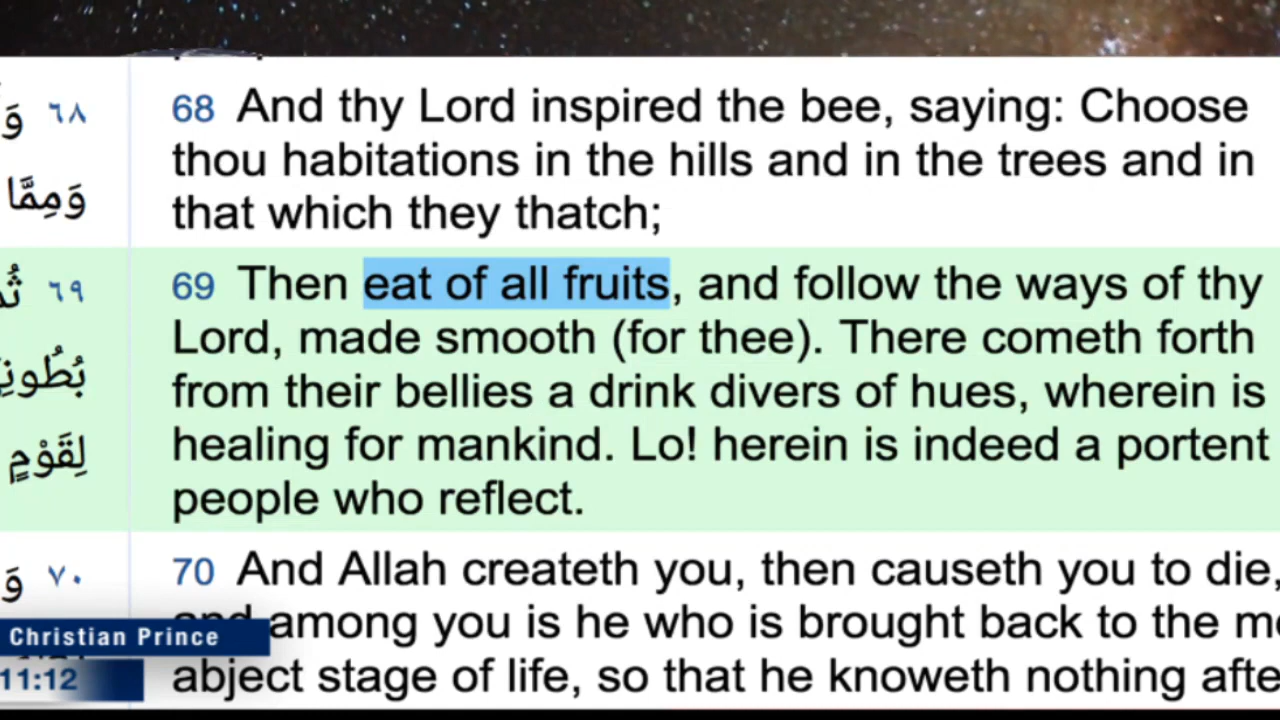 ٦٨ وَ
68 And thy Lord inspired the bee, saying: Choose
thou habitations in the hills and in the trees and in
وَمِمَّا
that which they thatch;
٦٩
69 Then eat of all fruits, and follow the ways of thy
Lord, made smooth (for thee). There cometh forth
from their bellies a drink divers of hues, wherein is
لِقَوْمٍ
healing for mankind. Lo! herein is indeed a portent
people who reflect.
٧٠ وَ
70 And Allah createth you, then causeth you to die,
and among you is he who is brought back to the
abject stage of life, so that he knoweth nothing
Christian Prince
11:12